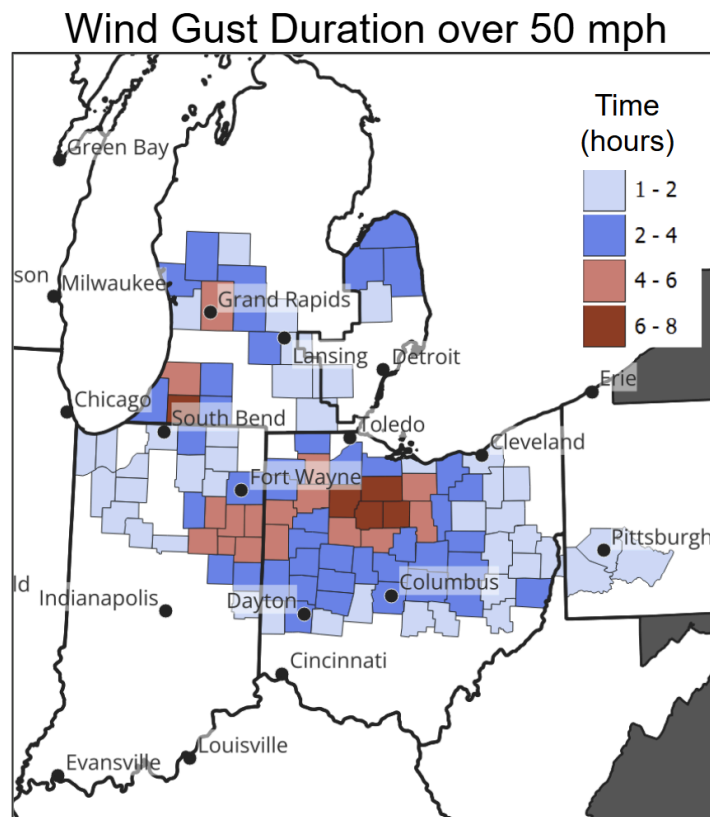 Wind Gust Duration over 50 mph
Time
(hours)
1 - 2
2 - 4
4 - 6
6 - 8
Green Bay
son
Milwaukee
Grand Rapids
Lansing
Detroit
Erie
Chicago
South Bend
Toledo
Cleveland
Fort Wayne
Pittsburgh
ld
Indianapolis
Dayton
Columbus
Cincinnati
Louisville
Evansville